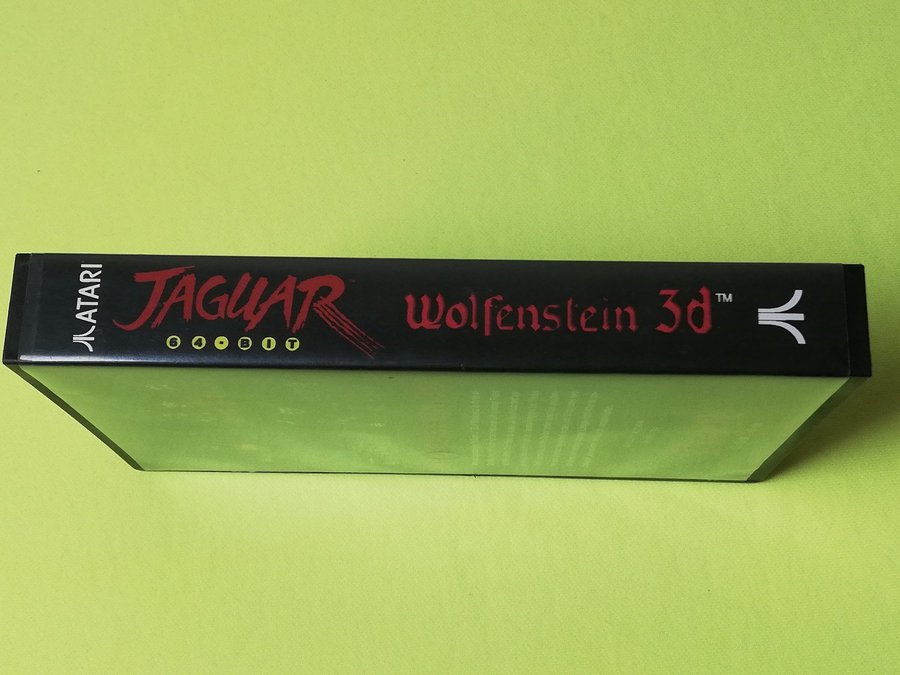 ATARI
JAGUAR
64-BIT
Wolfenstein 3d™